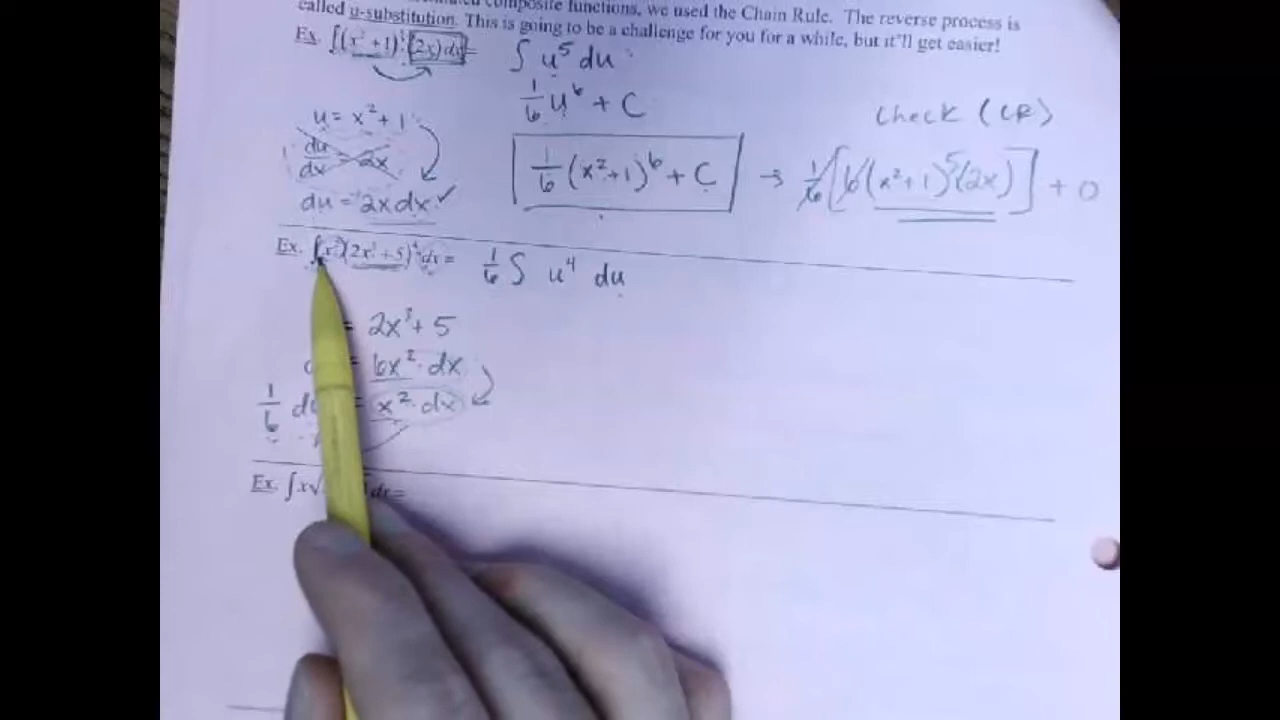 composite functions, we used the Chain Rule. The reverse process is
called u-substitution. This is going to be a challenge for you for a while, but it'll get easier!
Ex. ∫(x²+1)⁵(2x)dx= ∫ u⁵ du
1/6 u⁶ + C
u = x² + 1
du/dx = 2x
du = 2x dx ✓
1/6 (x²+1)⁶ + C → 1/6 [6(x²+1)⁵(2x)] + 0
Check (CR)
Ex. ∫x²(2x³+5)⁴dx= 1/6 ∫ u⁴ du
= 2x³ + 5
= 6x² · dx
1/6 du = x² · dx
Ex. ∫x√ dx=